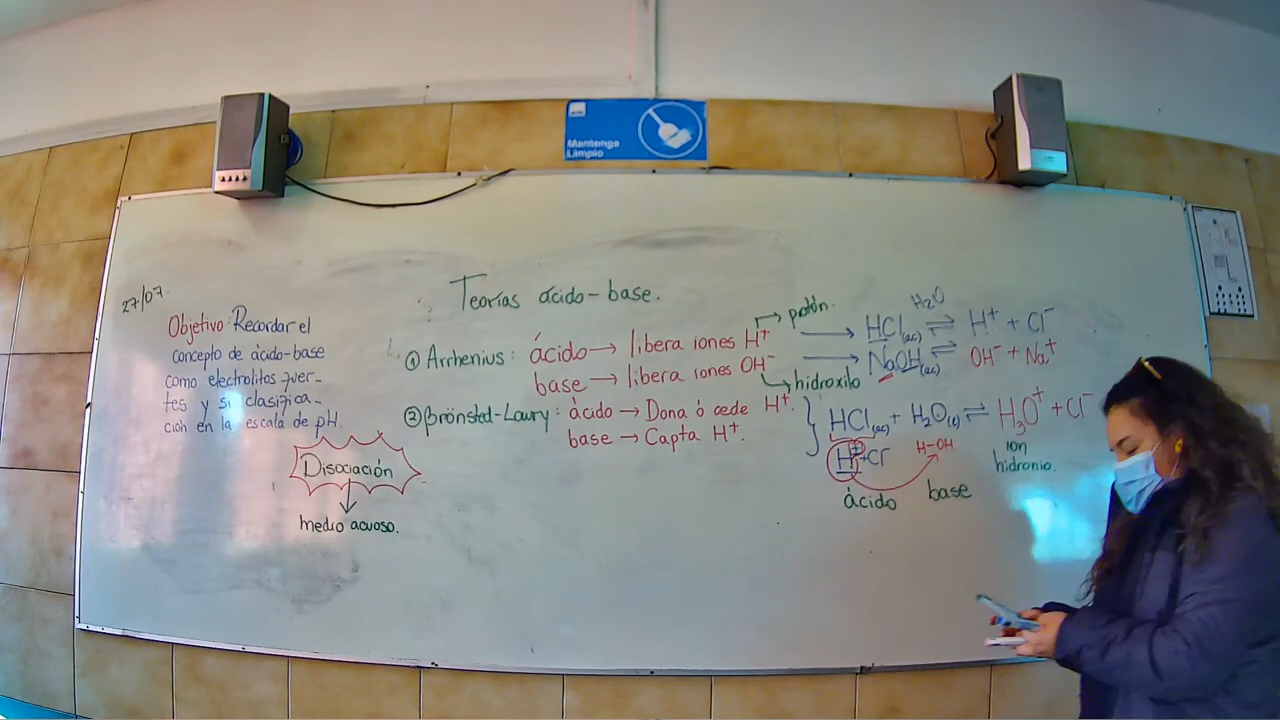 Mantenga
Limpio
27/07.
Teorías ácido-base.
Objetivo: Recordar el
concepto de ácido-base
como electrolitos fuer-
tes y su clasifica-
ción en la escala de pH.
Disociación
medio acuoso.
① Arrhenius: ácido → libera iones H⁺
protón.
base → libera iones OH⁻
hidroxilo
② Brönsted-Lowry: ácido → Dona ó cede H⁺.
base → Capta H⁺.
H₂O
HCl(ac) ⇌ H⁺ + Cl⁻
NaOH(ac) ⇌ OH⁻ + Na⁺
HCl(ac) + H₂O(l) ⇌ H₃O⁺ + Cl⁻
H⁺ + Cl⁻ H-OH
ion
hidronio.
ácido base